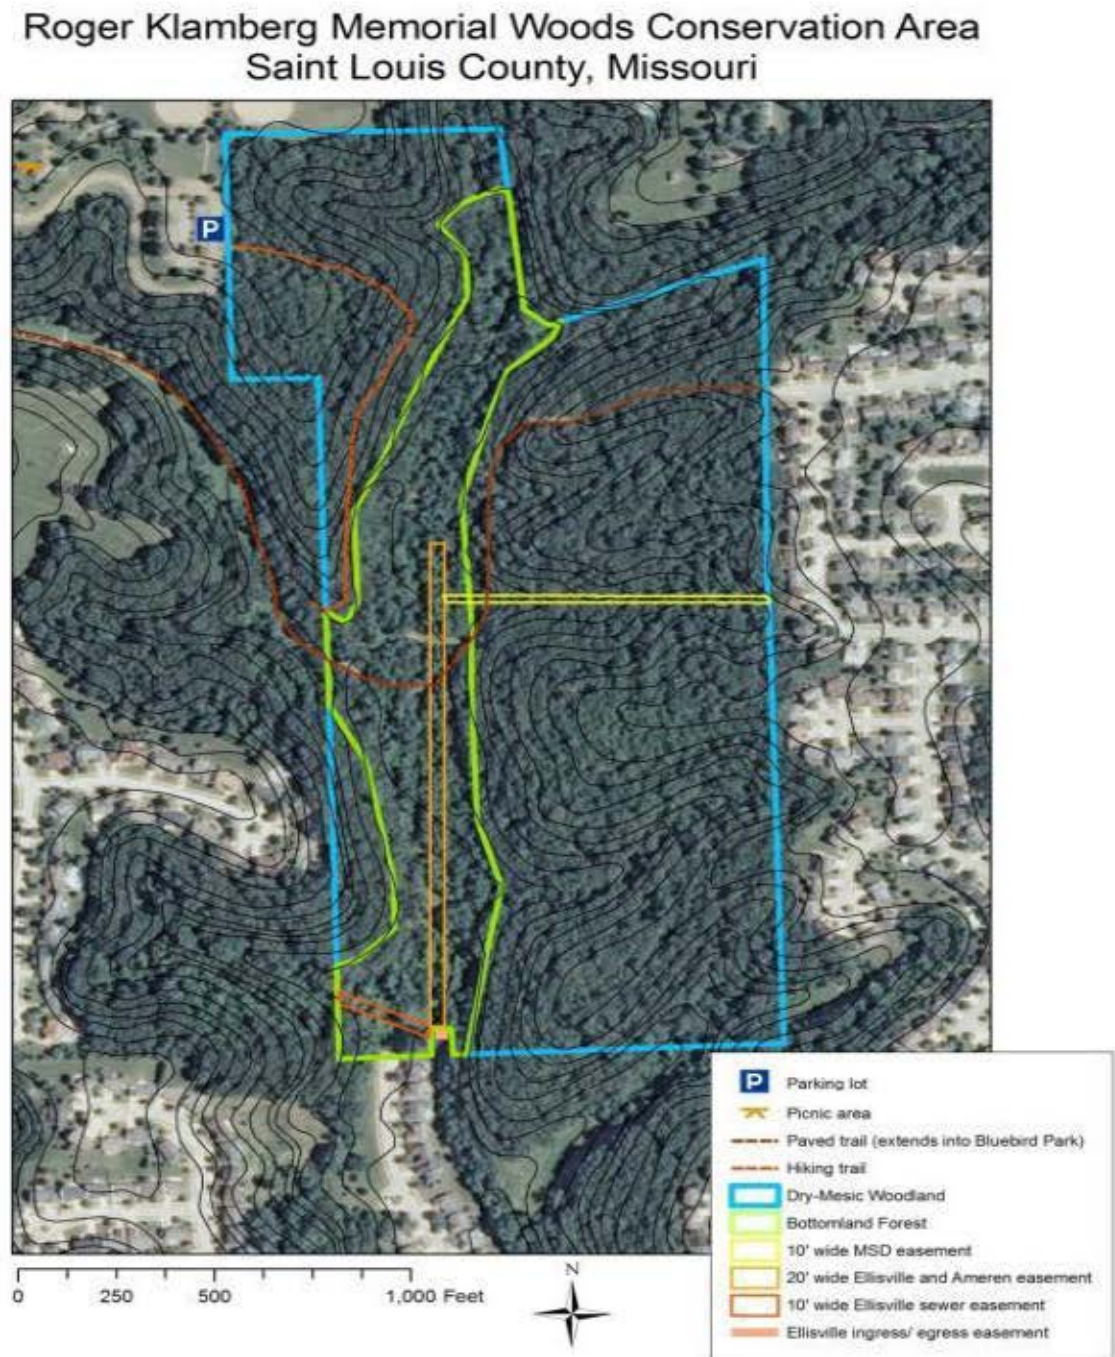 Roger Klamberg Memorial Woods Conservation Area
Saint Louis County, Missouri
P
P Parking lot
Picnic area
Paved trail (extends into Bluebird Park)
Hiking trail
Dry-Mesic Woodland
Bottomland Forest
10' wide MSD easement
20' wide Ellisville and Ameren easement
10' wide Ellisville sewer easement
Ellisville ingress/ egress easement
0 250 500 1,000 Feet
N